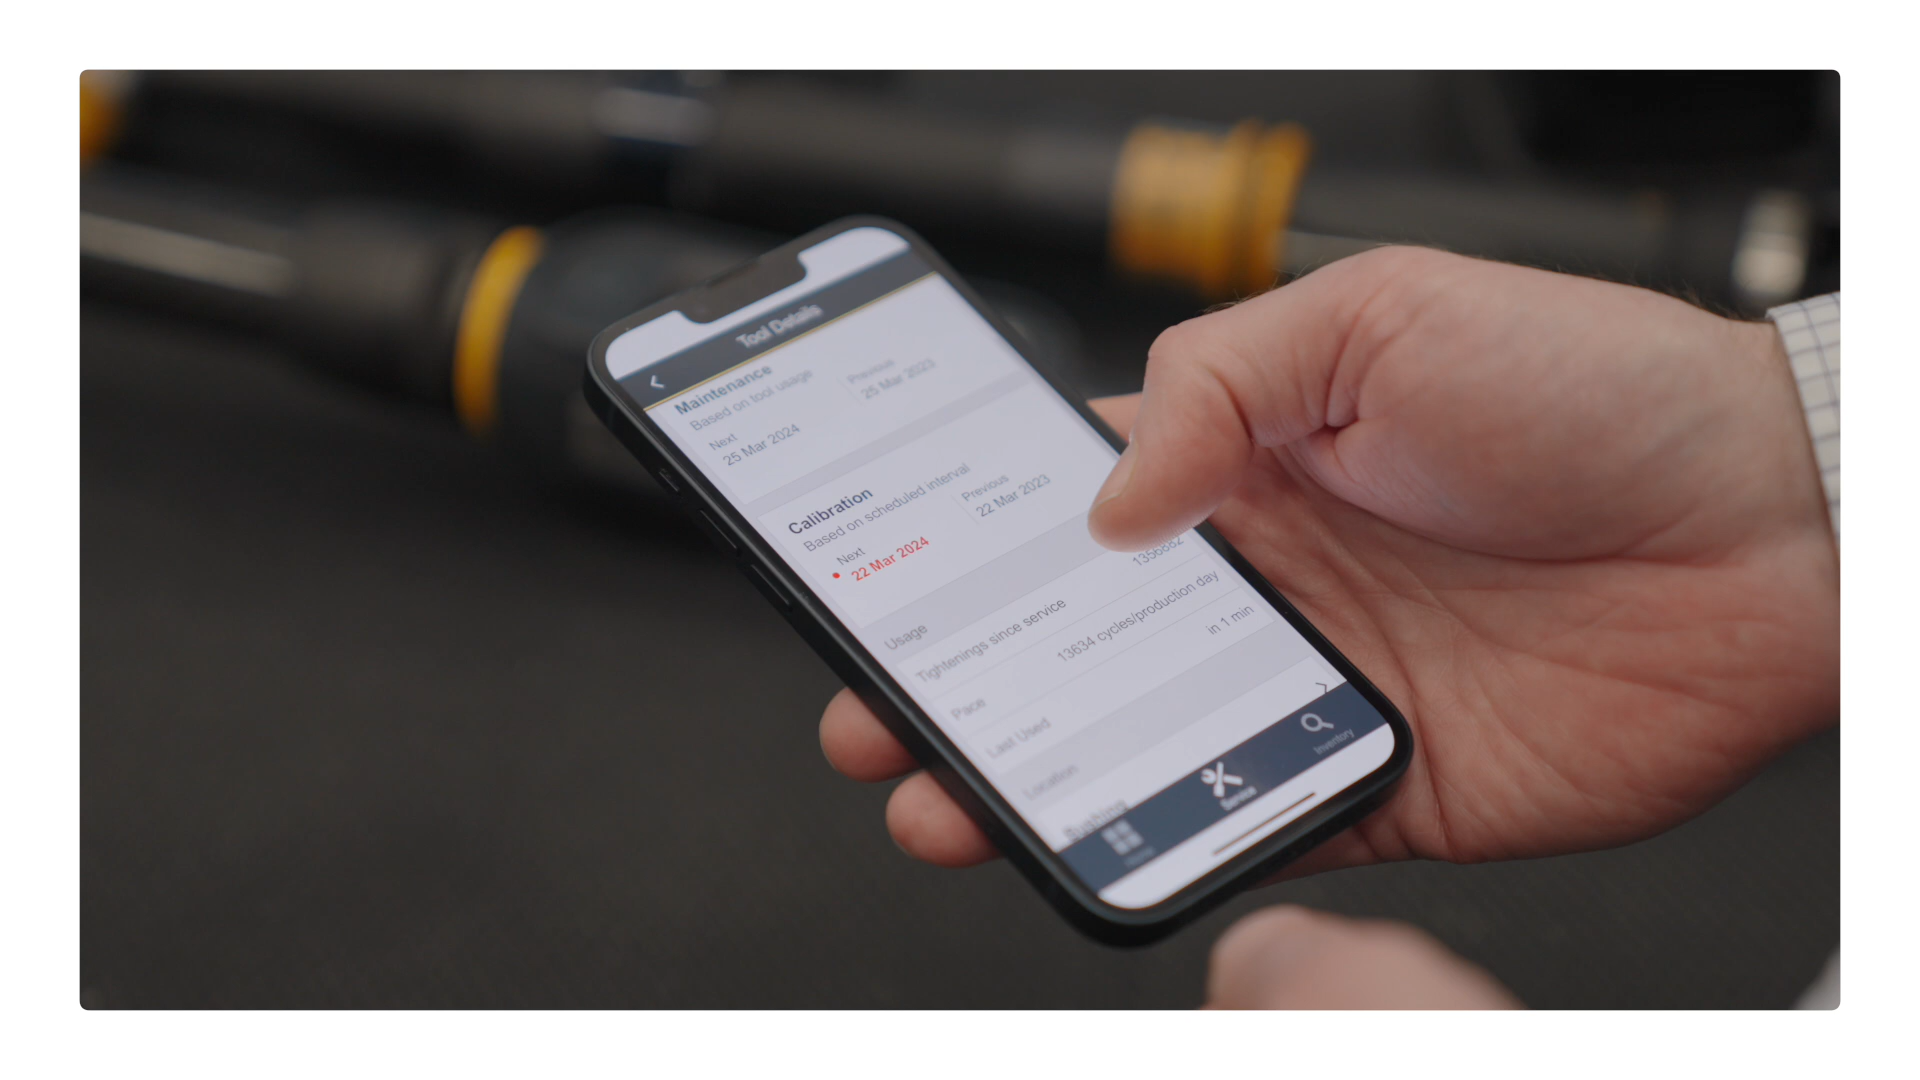 Tool Details
Maintenance
Based on tool usage
Next
25 Mar 2024
Previous
25 Mar 2023
Calibration
Based on scheduled interval
Next
22 Mar 2024
Previous
22 Mar 2023
Usage
Tightenings since service
1356882
Pace
13634 cycles/production day
Last Used
in 1 min
Location
Service
Inventory